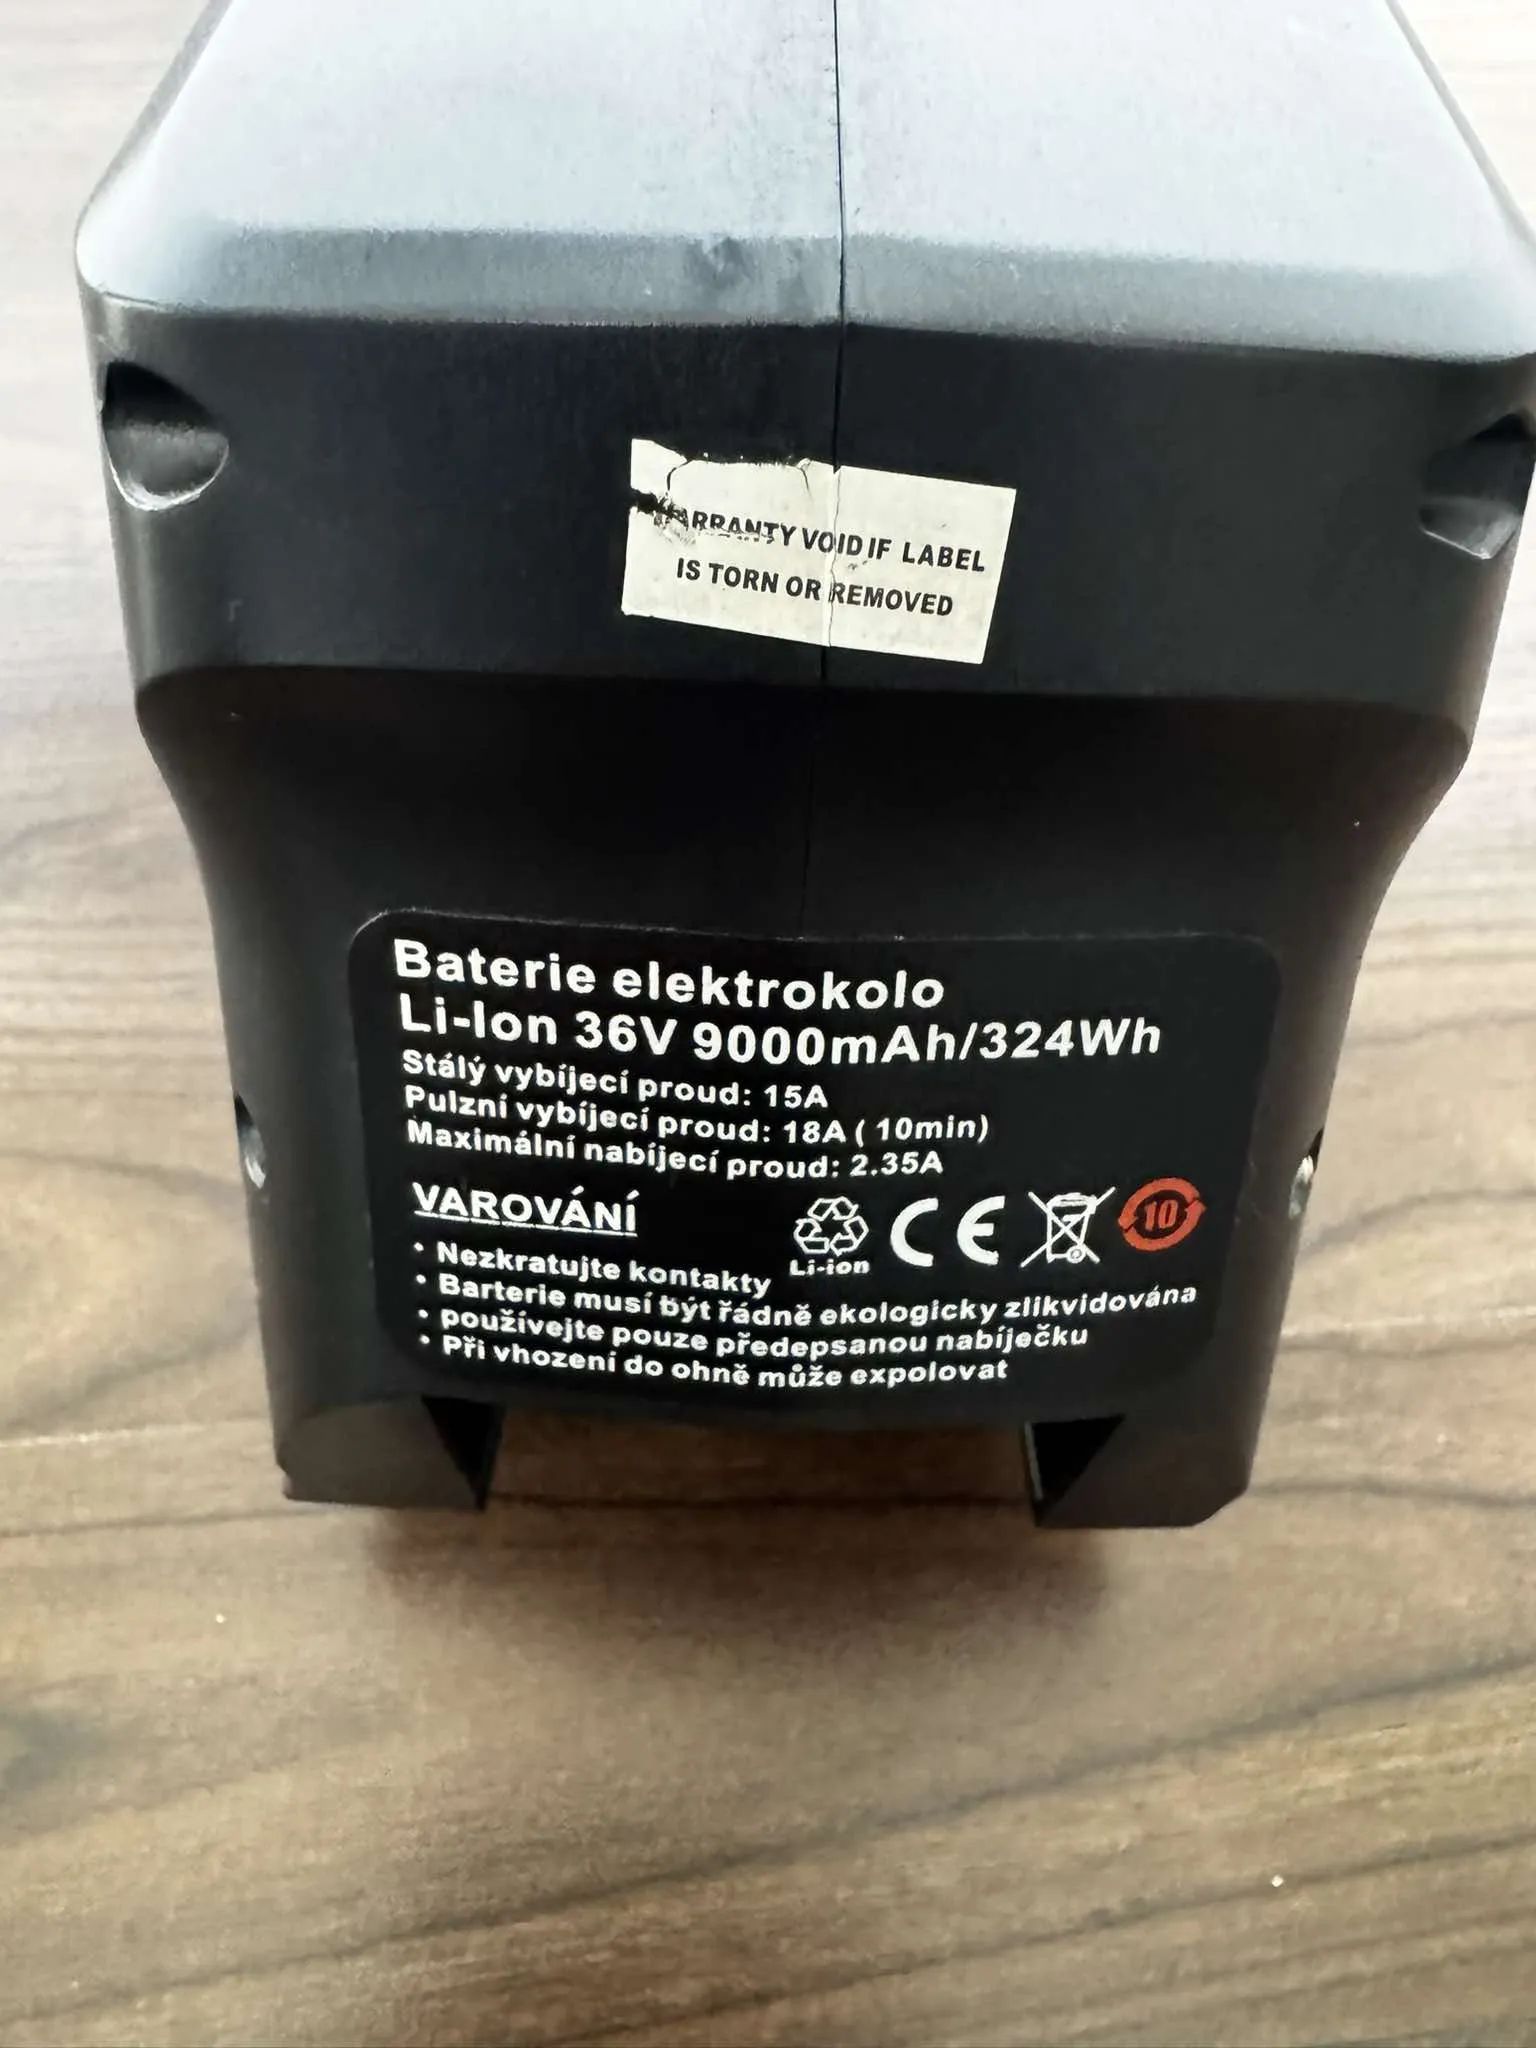 ARRANTY VOID IF LABEL
IS TORN OR REMOVED
Baterie elektrokolo
Li-Ion 36V 9000mAh/324Wh
Stálý vybíjecí proud: 15A
Pulzní vybíjecí proud: 18A ( 10min)
Maximální nabíjecí proud: 2.35A
VAROVÁNÍ
Li-ion
CE
10
• Nezkratujte kontakty
• Barterie musí být řádně ekologicky zlikvidována
• používejte pouze předepsanou nabíječku
• Při vhození do ohně může expolovat